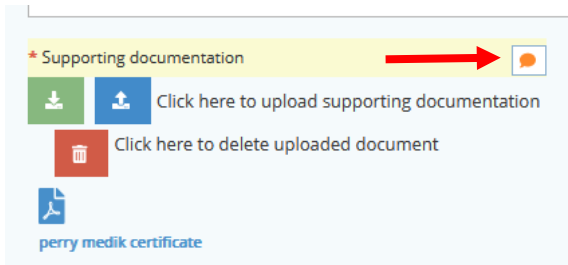 * Supporting documentation
Click here to upload supporting documentation
Click here to delete uploaded document
perry medik certificate